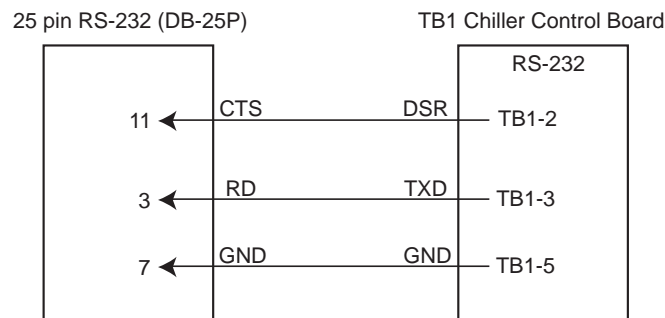 25 pin RS-232 (DB-25P) TB1 Chiller Control Board
RS-232
11 CTS DSR TB1-2
3 RD TXD TB1-3
7 GND GND TB1-5